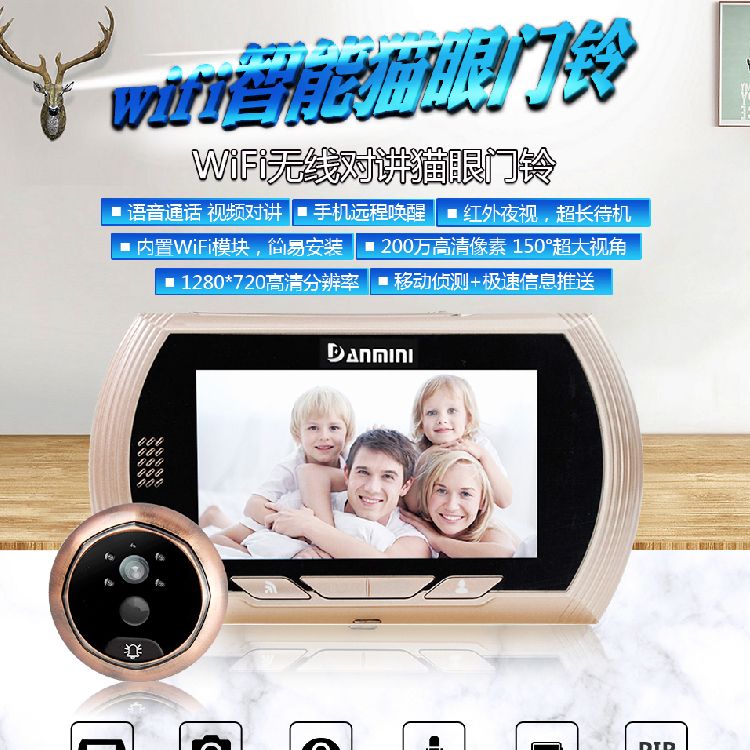 wifi智能猫眼门铃
WiFi无线对讲猫眼门铃
■ 语音通话 视频对讲 ■ 手机远程唤醒 ■ 红外夜视，超长待机
■ 内置WiFi模块，简易安装 ■ 200万高清像素 150°超大视角
■ 1280*720高清分辨率 ■ 移动侦测+极速信息推送
DANMINI
PIR